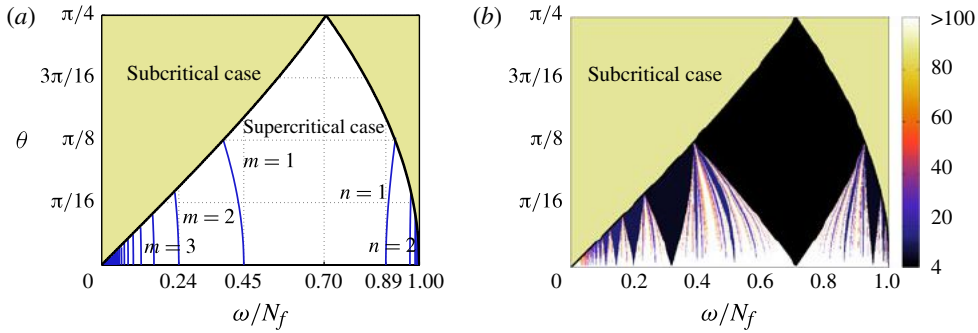 (a)
π/4
3π/16
θ
π/8
π/16
0
Subcritical case
Supercritical case
m = 1
m = 2
m = 3
n = 1
n = 2
0
0.24
0.45
0.70
0.89
1.00
ω/N_f
(b)
π/4
3π/16
π/8
π/16
0
Subcritical case
0
0.2
0.4
0.6
0.8
1.0
ω/N_f
>100
80
60
40
20
4